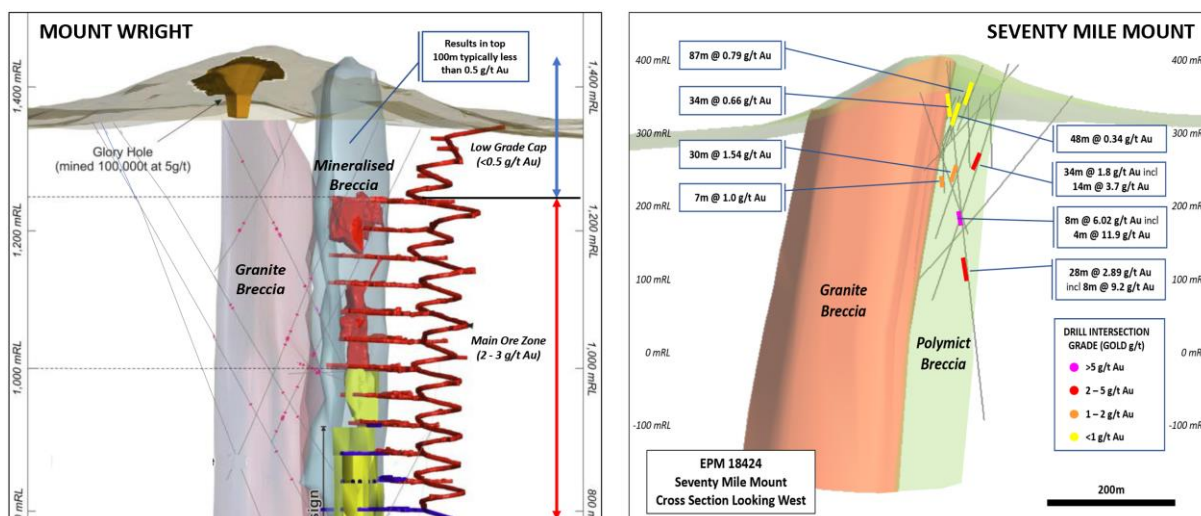 MOUNT WRIGHT
Results in top
100m typically less
than 0.5 g/t Au
1,400 mRL
1,400 mRL
Glory Hole
(mined 100,000t at 5g/t)
Low Grade Cap
(<0.5 g/t Au)
Mineralised
Breccia
1,200 mRL
1,200 mRL
Granite
Breccia
Main Ore Zone
(2 - 3 g/t Au)
1,000 mRL
1,000 mRL
sign
800 m
SEVENTY MILE MOUNT
400 mRL
400 mRL
87m @ 0.79 g/t Au
34m @ 0.66 g/t Au
48m @ 0.34 g/t Au
300 mRL
300 mRL
30m @ 1.54 g/t Au
34m @ 1.8 g/t Au incl
14m @ 3.7 g/t Au
7m @ 1.0 g/t Au
200 mRL
200 mRL
8m @ 6.02 g/t Au incl
4m @ 11.9 g/t Au
100 mRL
100 mRL
28m @ 2.89 g/t Au
incl 8m @ 9.2 g/t Au
Granite
Breccia
Polymict
Breccia
0 mRL
0 mRL
DRILL INTERSECTION
GRADE (GOLD g/t)
>5 g/t Au
2 – 5 g/t Au
1 – 2 g/t Au
<1 g/t Au
-100 mRL
-100 mRL
EPM 18424
Seventy Mile Mount
Cross Section Looking West
200m